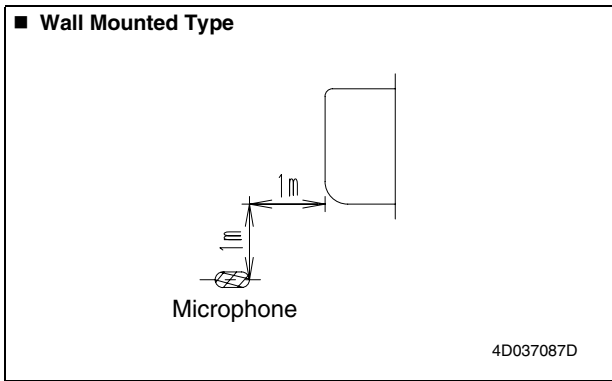 ■ Wall Mounted Type
1m
1m
Microphone
4D037087D